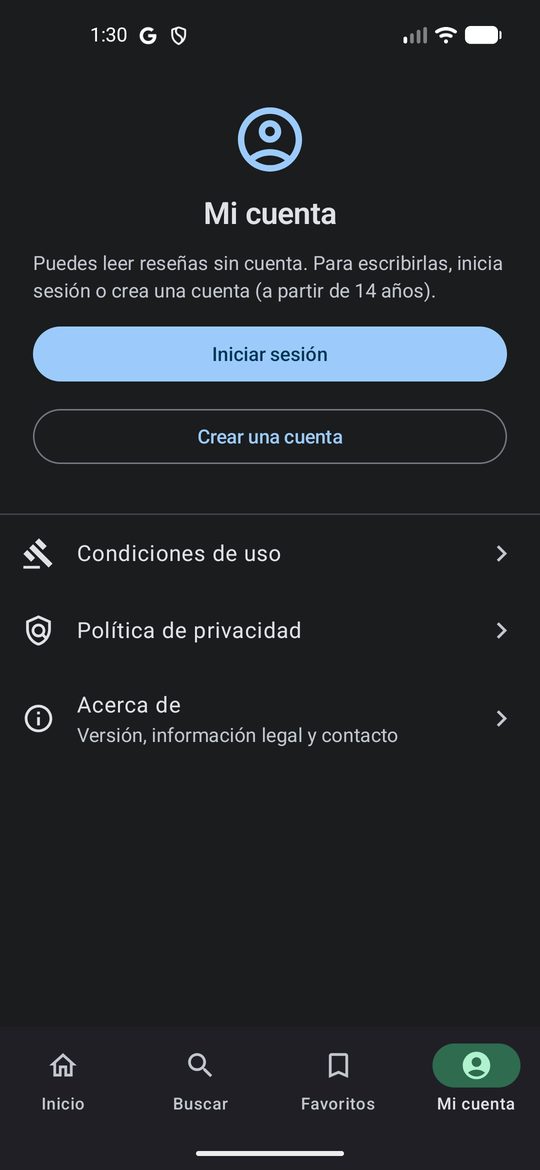 1:30
Mi cuenta
Puedes leer reseñas sin cuenta. Para escribirlas, inicia
sesión o crea una cuenta (a partir de 14 años).
Iniciar sesión
Crear una cuenta
Condiciones de uso
Política de privacidad
Acerca de
Versión, información legal y contacto
Inicio
Buscar
Favoritos
Mi cuenta